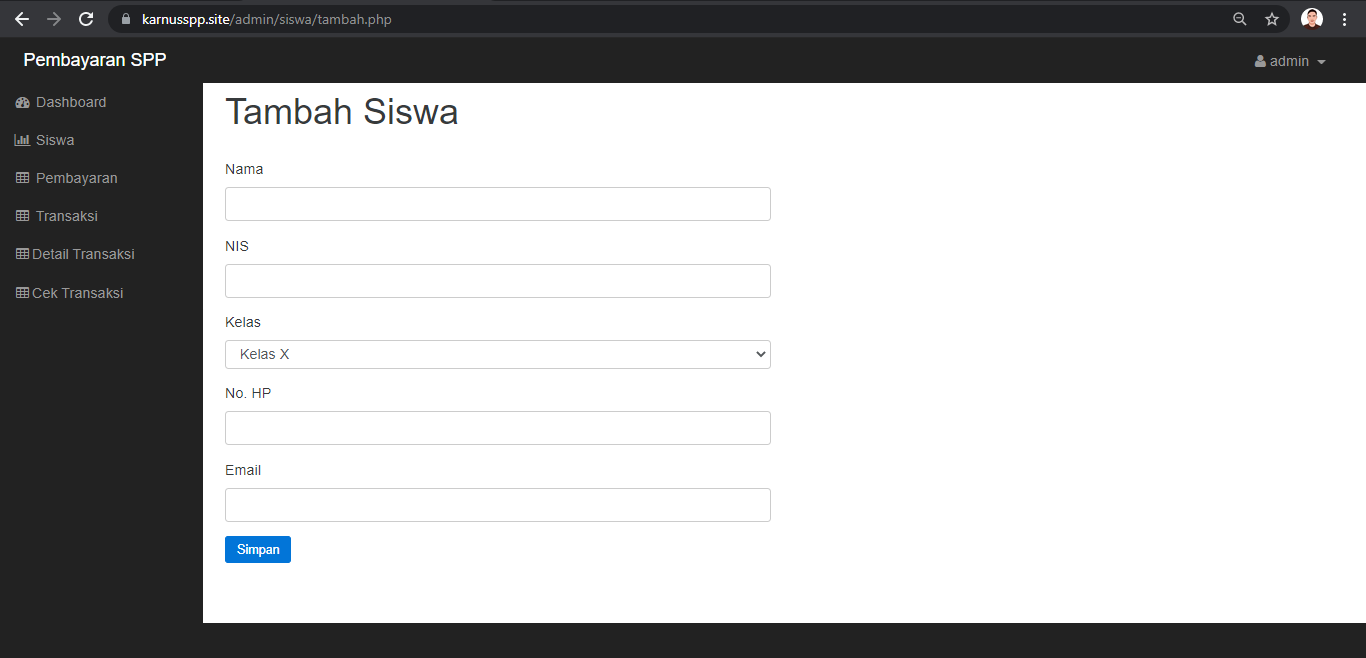 karnusspp.site/admin/siswa/tambah.php
Pembayaran SPP
admin
Dashboard
Siswa
Pembayaran
Transaksi
Detail Transaksi
Cek Transaksi
Tambah Siswa
Nama
NIS
Kelas
Kelas X
No. HP
Email
Simpan